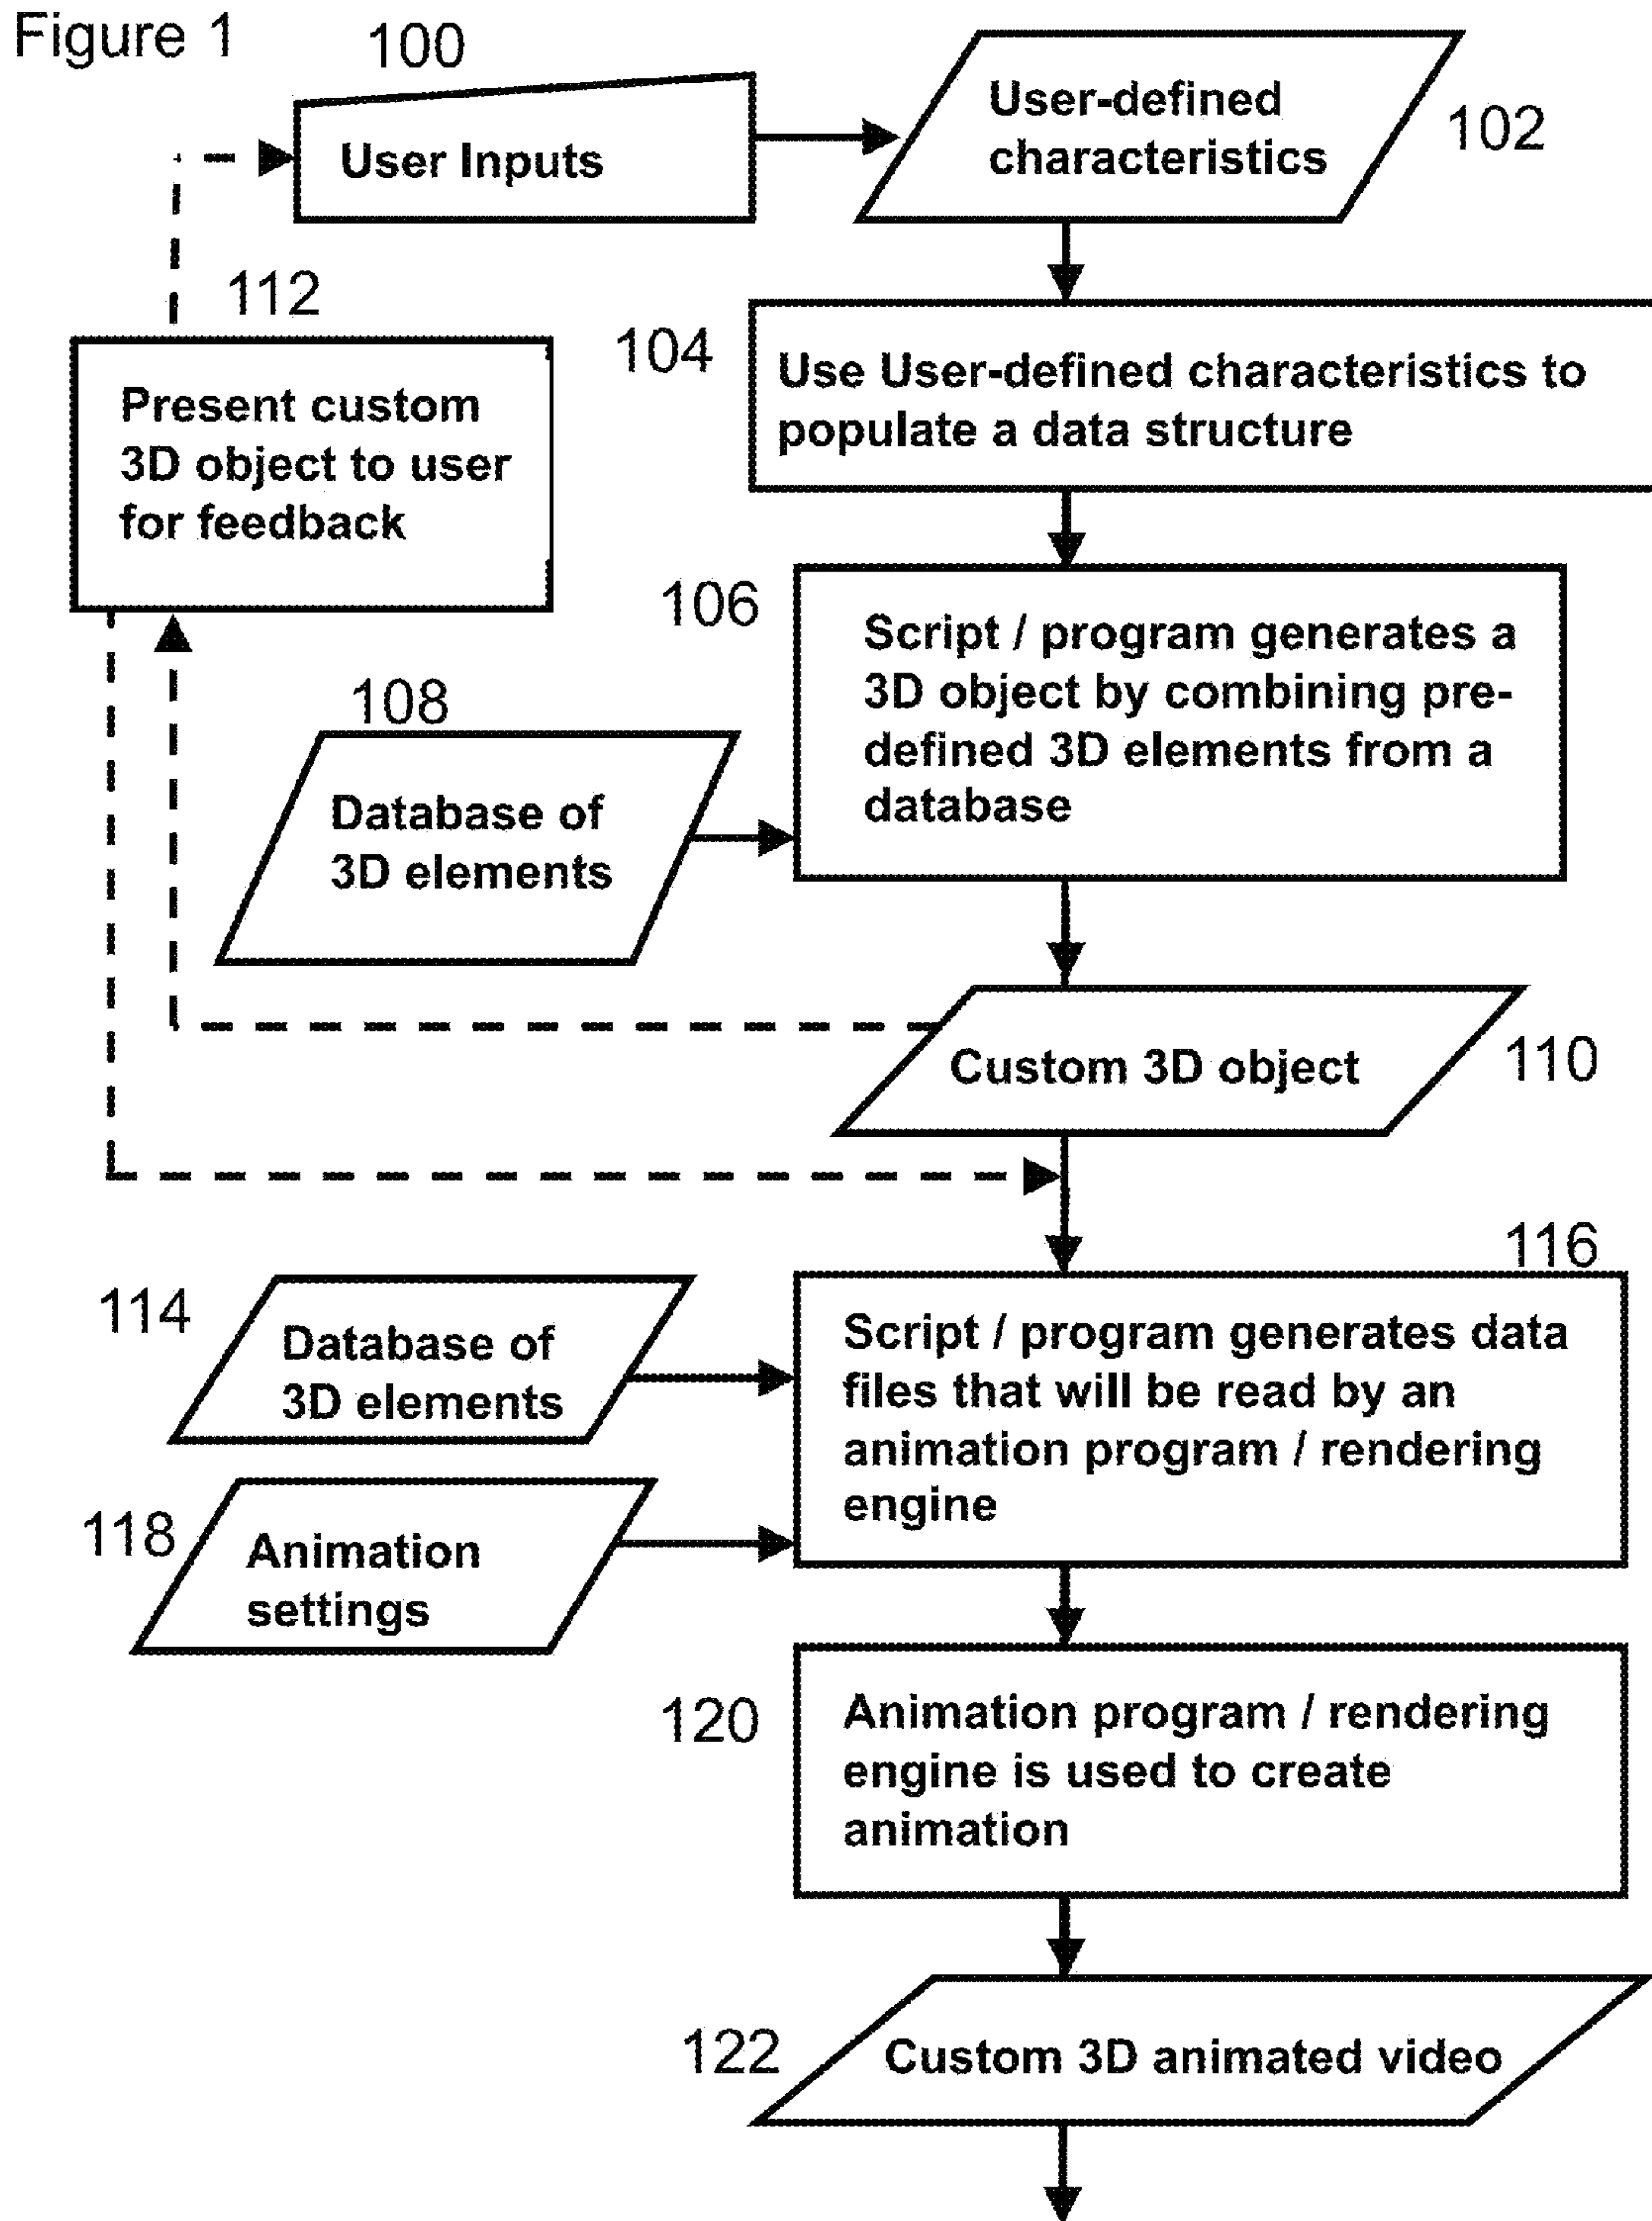 Figure 1
100
User Inputs
User-defined
characteristics
102
112
Present custom
3D object to user
for feedback
104
Use User-defined characteristics to
populate a data structure
106
Script / program generates a
3D object by combining pre-
defined 3D elements from a
database
108
Database of
3D elements
Custom 3D object
110
116
114
Database of
3D elements
Script / program generates data
files that will be read by an
animation program / rendering
engine
118
Animation
settings
120
Animation program / rendering
engine is used to create
animation
122
Custom 3D animated video